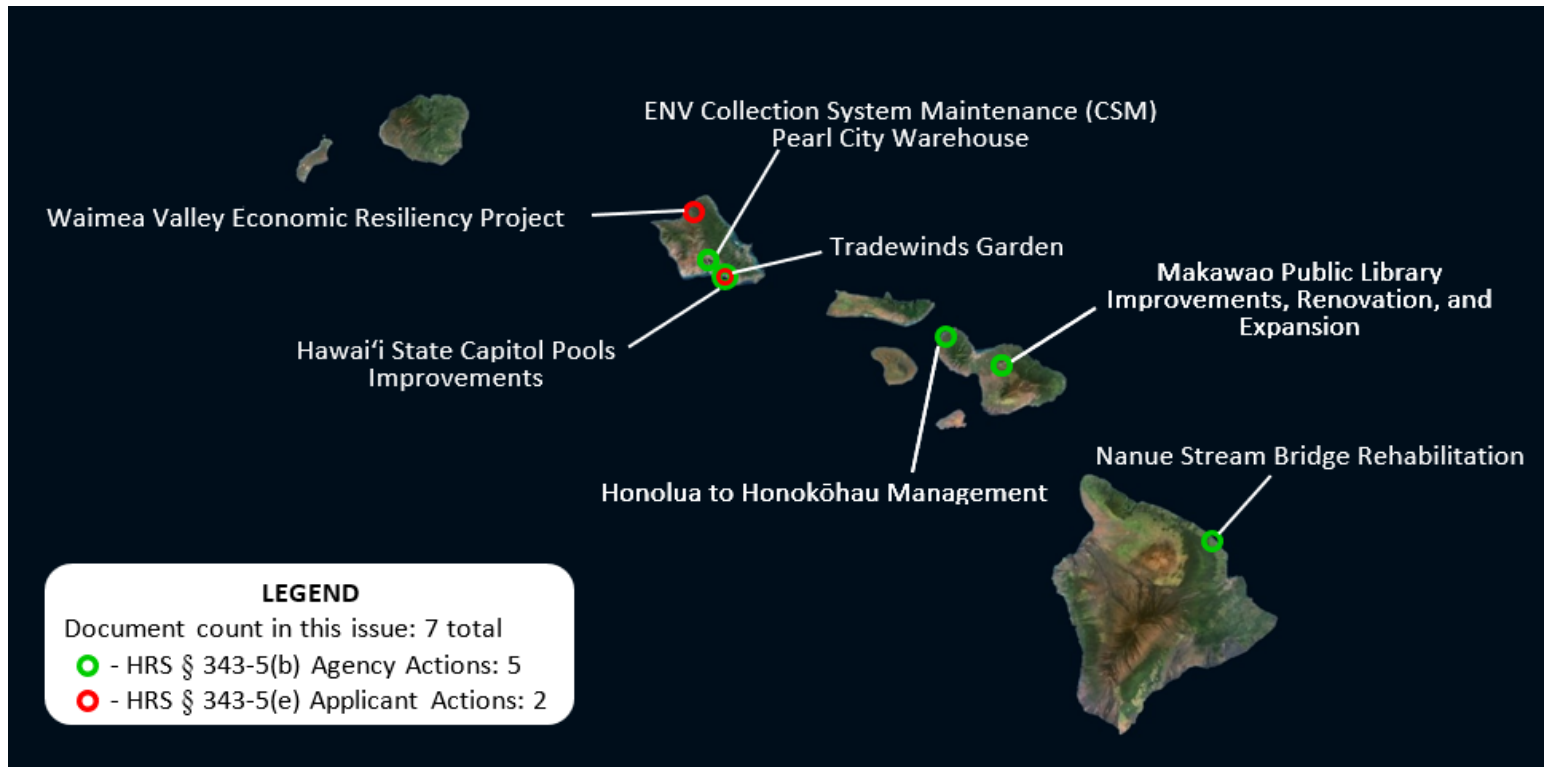 ENV Collection System Maintenance (CSM)
Pearl City Warehouse
Waimea Valley Economic Resiliency Project
Tradewinds Garden
Makawao Public Library
Improvements, Renovation, and
Expansion
Hawaiʻi State Capitol Pools
Improvements
Nanue Stream Bridge Rehabilitation
Honolua to Honokōhau Management
LEGEND
Document count in this issue: 7 total
- HRS § 343-5(b) Agency Actions: 5
- HRS § 343-5(e) Applicant Actions: 2